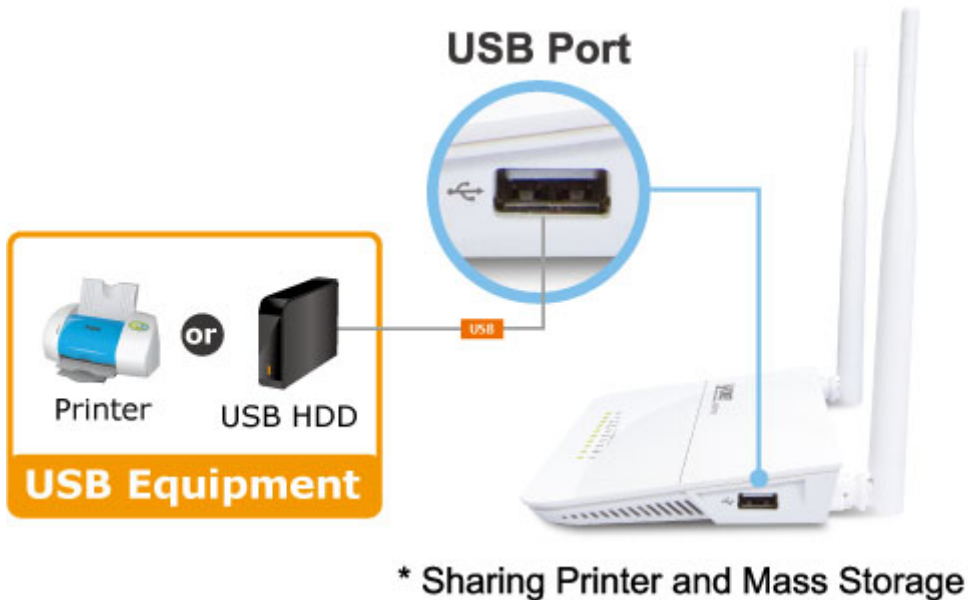 USB Port
or
USB
Printer
USB HDD
USB Equipment
* Sharing Printer and Mass Storage